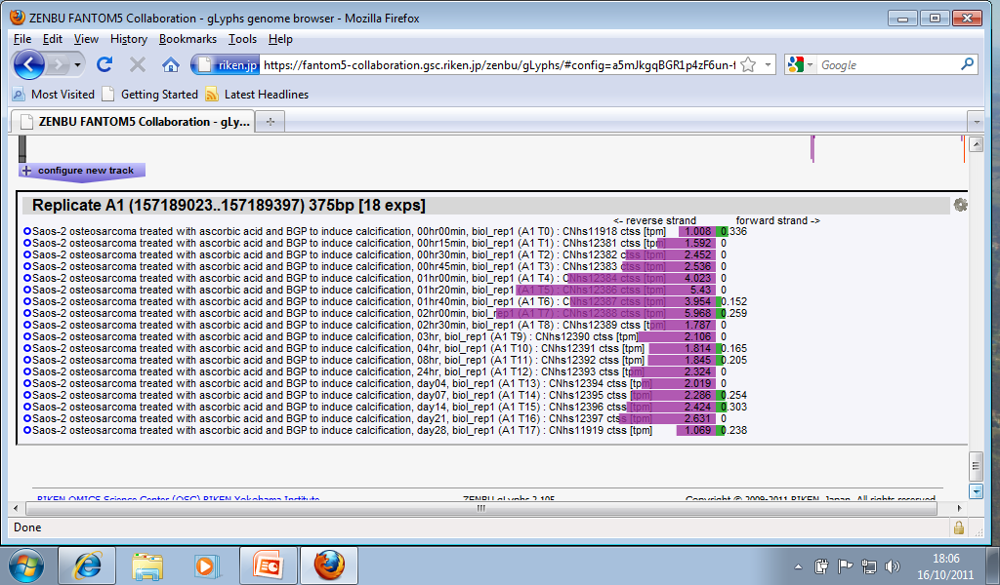 ZENBU FANTOM5 Collaboration - gLyphs genome browser - Mozilla Firefox
File Edit View History Bookmarks Tools Help
riken.jp https://fantom5-collaboration.gsc.riken.jp/zenbu/gLyphs/#config=a5mJkgqBGR1p4zF6un-f Google
Most Visited Getting Started Latest Headlines
ZENBU FANTOM5 Collaboration - gLy...
configure new track
Replicate A1 (157189023..157189397) 375bp [18 exps]
<- reverse strand forward strand ->
Saos-2 osteosarcoma treated with ascorbic acid and BGP to induce calcification, 00hr00min, biol_rep1 (A1 T0) : CNhs11918 ctss [tpm] 1.008 0.336
Saos-2 osteosarcoma treated with ascorbic acid and BGP to induce calcification, 00hr15min, biol_rep1 (A1 T1) : CNhs12381 ctss [tpm] 1.592 0
Saos-2 osteosarcoma treated with ascorbic acid and BGP to induce calcification, 00hr30min, biol_rep1 (A1 T2) : CNhs12382 ctss [tpm] 2.452 0
Saos-2 osteosarcoma treated with ascorbic acid and BGP to induce calcification, 00hr45min, biol_rep1 (A1 T3) : CNhs12383 ctss [tpm] 2.536 0
Saos-2 osteosarcoma treated with ascorbic acid and BGP to induce calcification, 01hr00min, biol_rep1 (A1 T4) : CNhs12384 ctss [tpm] 4.023 0
Saos-2 osteosarcoma treated with ascorbic acid and BGP to induce calcification, 01hr20min, biol_rep1 (A1 T5) : CNhs12386 ctss [tpm] 5.43 0
Saos-2 osteosarcoma treated with ascorbic acid and BGP to induce calcification, 01hr40min, biol_rep1 (A1 T6) : CNhs12387 ctss [tpm] 3.954 0.152
Saos-2 osteosarcoma treated with ascorbic acid and BGP to induce calcification, 02hr00min, biol_rep1 (A1 T7) : CNhs12388 ctss [tpm] 5.968 0.259
Saos-2 osteosarcoma treated with ascorbic acid and BGP to induce calcification, 02hr30min, biol_rep1 (A1 T8) : CNhs12389 ctss [tpm] 1.787 0
Saos-2 osteosarcoma treated with ascorbic acid and BGP to induce calcification, 03hr, biol_rep1 (A1 T9) : CNhs12390 ctss [tpm] 2.106 0
Saos-2 osteosarcoma treated with ascorbic acid and BGP to induce calcification, 04hr, biol_rep1 (A1 T10) : CNhs12391 ctss [tpm] 1.814 0.165
Saos-2 osteosarcoma treated with ascorbic acid and BGP to induce calcification, 08hr, biol_rep1 (A1 T11) : CNhs12392 ctss [tpm] 1.845 0.205
Saos-2 osteosarcoma treated with ascorbic acid and BGP to induce calcification, 24hr, biol_rep1 (A1 T12) : CNhs12393 ctss [tpm] 2.324 0
Saos-2 osteosarcoma treated with ascorbic acid and BGP to induce calcification, day04, biol_rep1 (A1 T13) : CNhs12394 ctss [tpm] 2.019 0
Saos-2 osteosarcoma treated with ascorbic acid and BGP to induce calcification, day07, biol_rep1 (A1 T14) : CNhs12395 ctss [tpm] 2.286 0.254
Saos-2 osteosarcoma treated with ascorbic acid and BGP to induce calcification, day14, biol_rep1 (A1 T15) : CNhs12396 ctss [tpm] 2.424 0.303
Saos-2 osteosarcoma treated with ascorbic acid and BGP to induce calcification, day21, biol_rep1 (A1 T16) : CNhs12397 ctss [tpm] 2.631 0
Saos-2 osteosarcoma treated with ascorbic acid and BGP to induce calcification, day28, biol_rep1 (A1 T17) : CNhs11919 ctss [tpm] 1.069 0.238
RIKEN OMICS Science Center (OSC) RIKEN Yokohama Institute ZENBU gLyphs 2.105 Copyright © 2009-2011 RIKEN, Japan. All rights reserved.
Done
18:06
16/10/2011